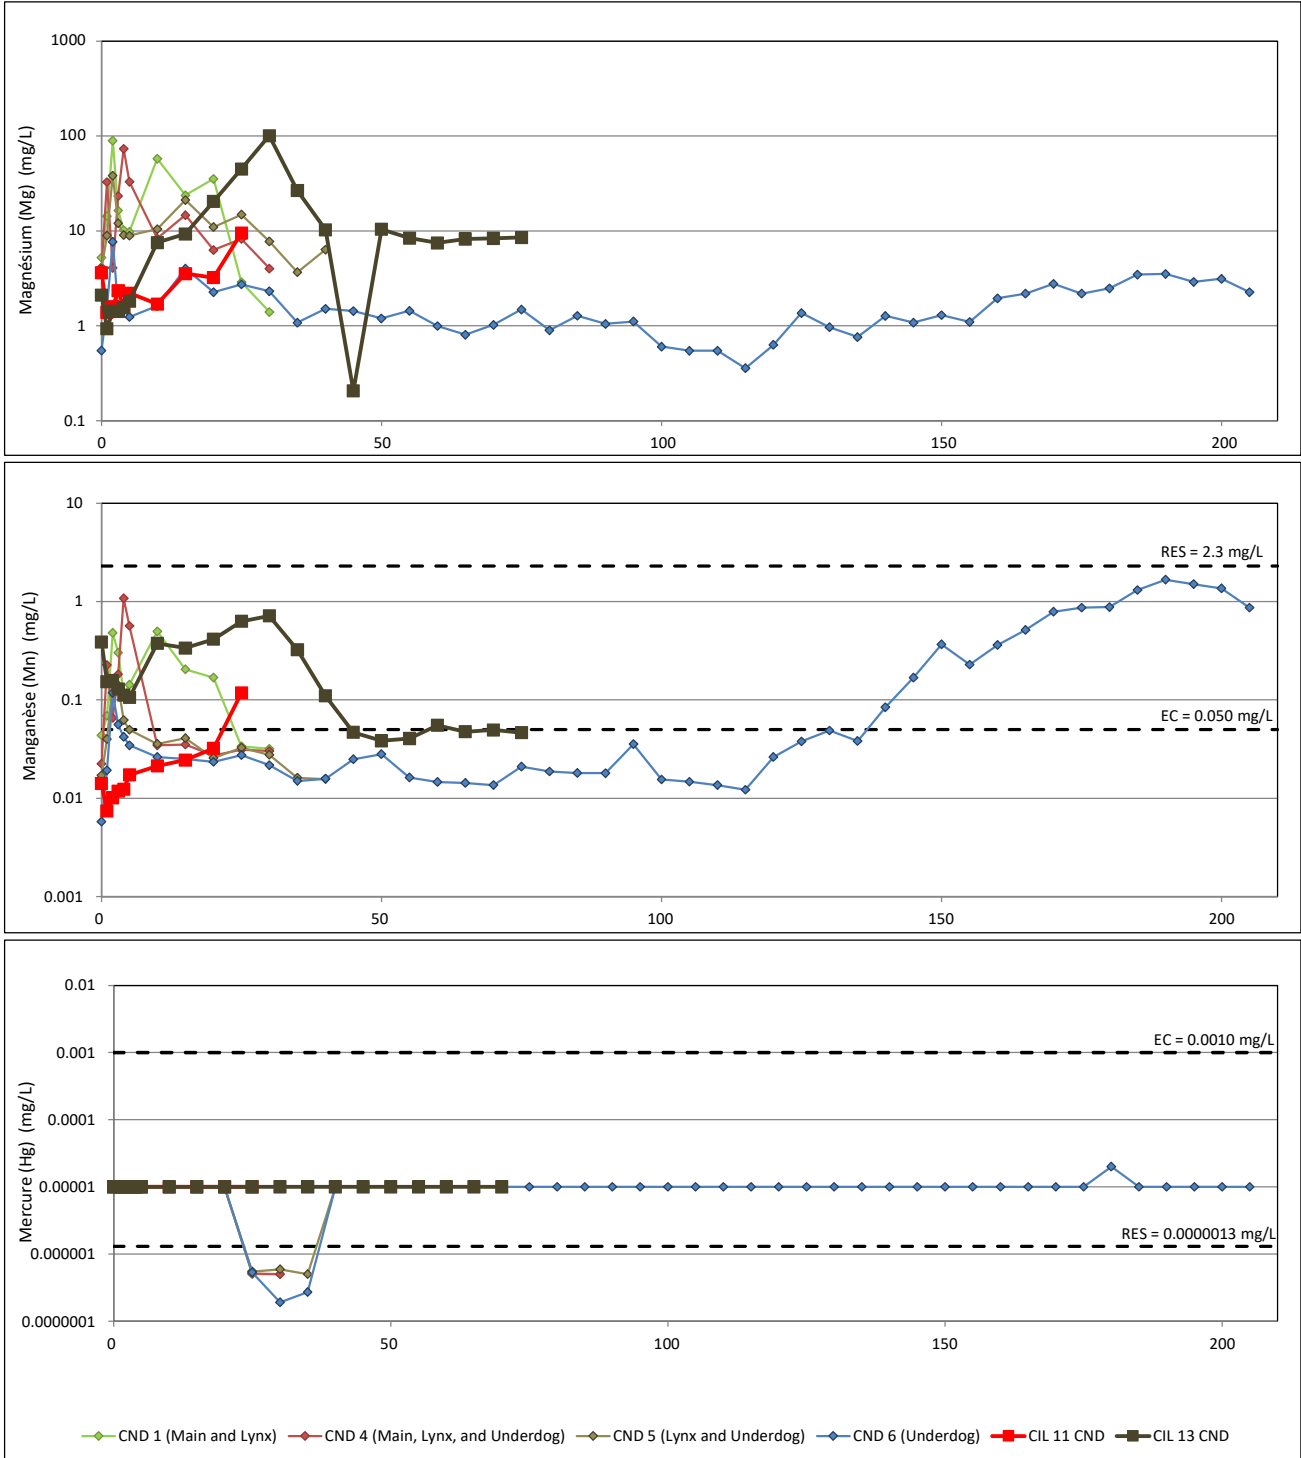 Magnésium (Mg) (mg/L)
1000
100
10
1
0.1
0 50 100 150 200
Manganèse (Mn) (mg/L)
10
1
0.1
0.01
0.001
RES = 2.3 mg/L
EC = 0.050 mg/L
0 50 100 150 200
Mercure (Hg) (mg/L)
0.01
0.001
0.0001
0.00001
0.000001
0.0000001
EC = 0.0010 mg/L
RES = 0.0000013 mg/L
0 50 100 150 200
CND 1 (Main and Lynx) CND 4 (Main, Lynx, and Underdog) CND 5 (Lynx and Underdog) CND 6 (Underdog) CIL 11 CND CIL 13 CND